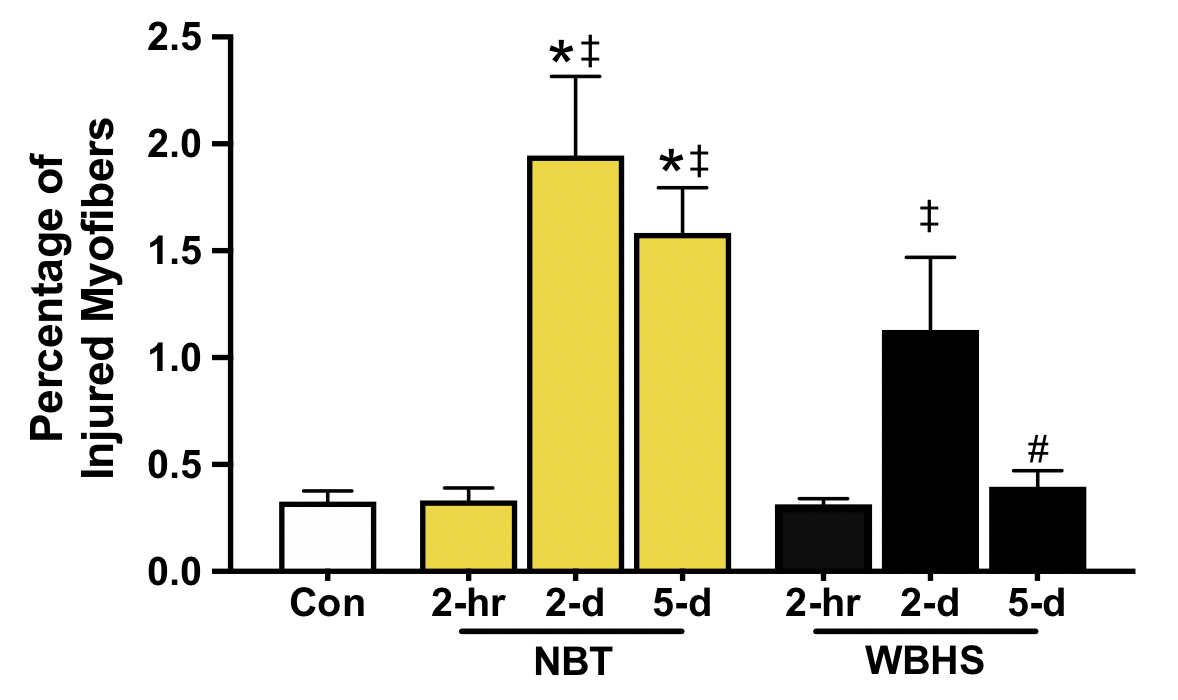 Percentage of
Injured Myofibers
2.5
2.0
1.5
1.0
0.5
0.0
*‡
*‡
‡
#
Con 2-hr 2-d 5-d 2-hr 2-d 5-d
NBT WBHS